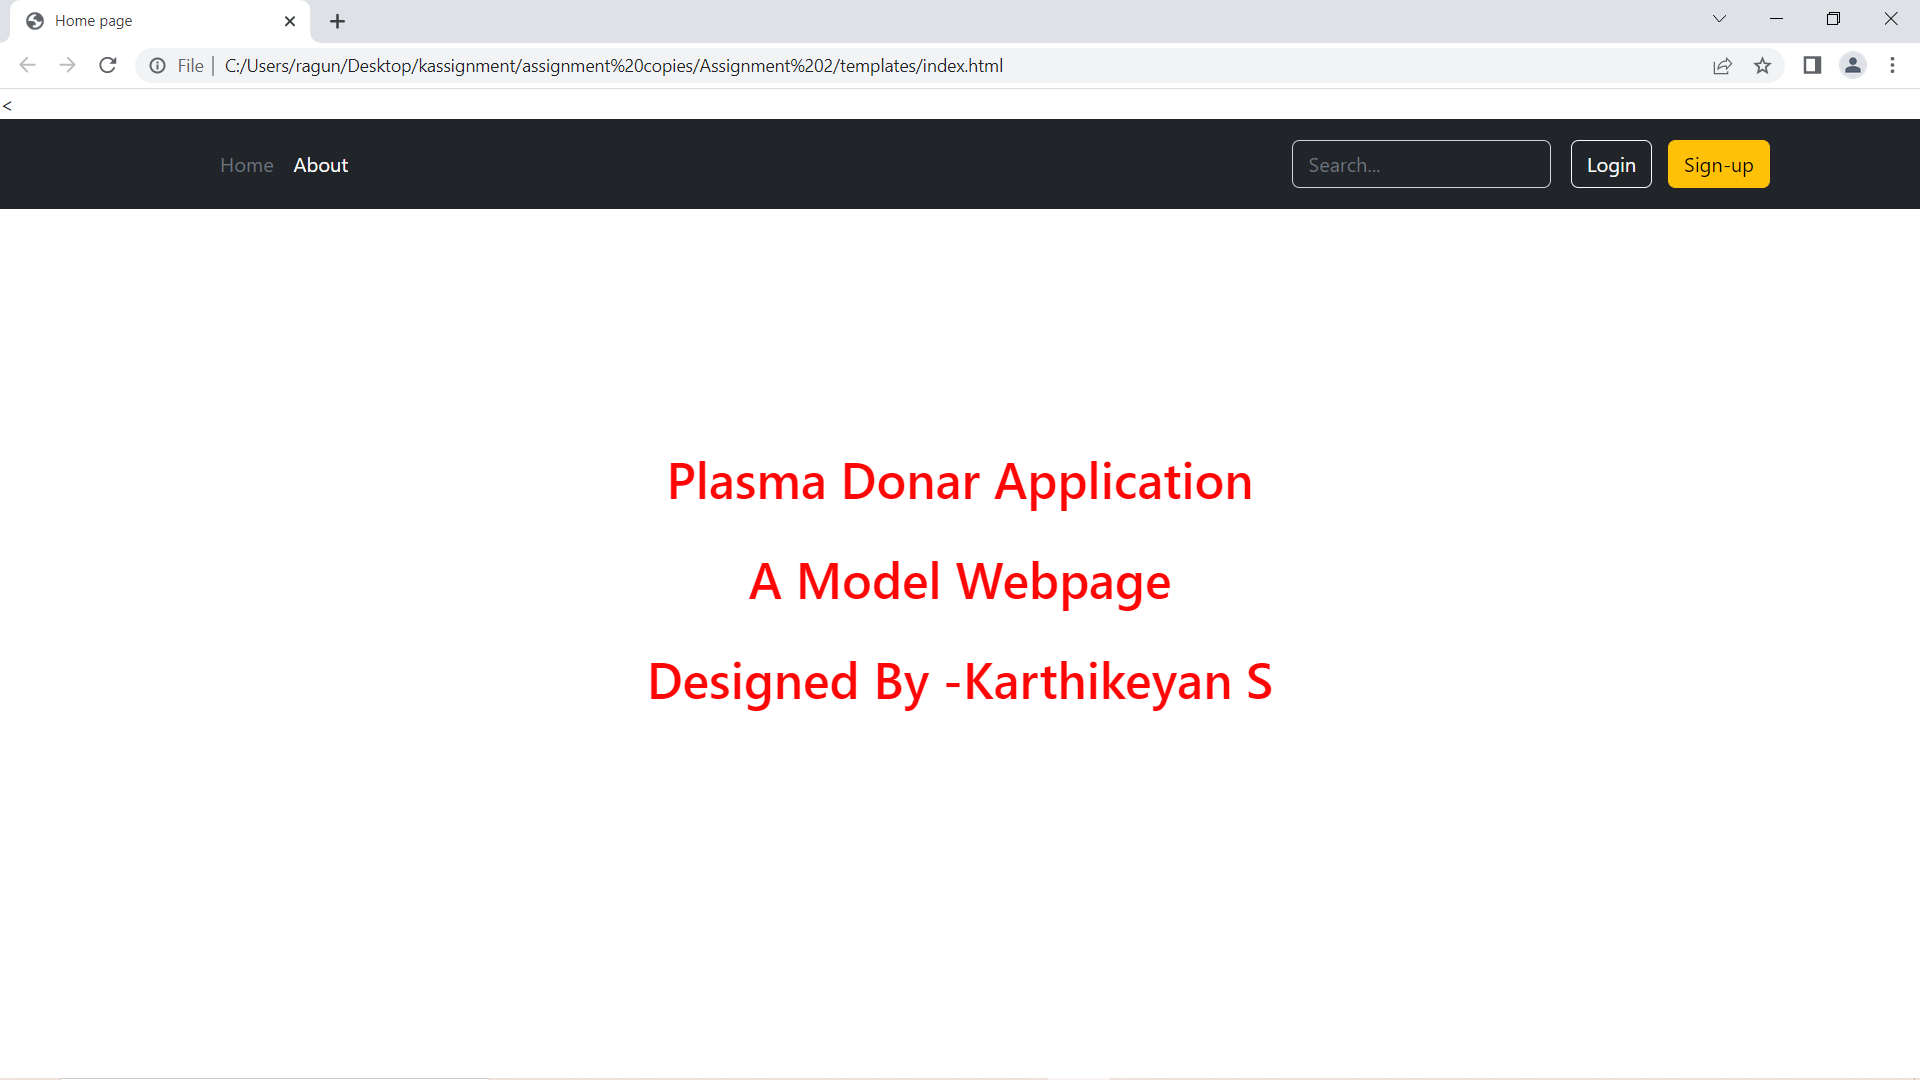 Home page
File | C:/Users/ragun/Desktop/kassignment/assignment%20copies/Assignment%202/templates/index.html
<
Home About Search... Login Sign-up
Plasma Donar Application
A Model Webpage
Designed By -Karthikeyan S